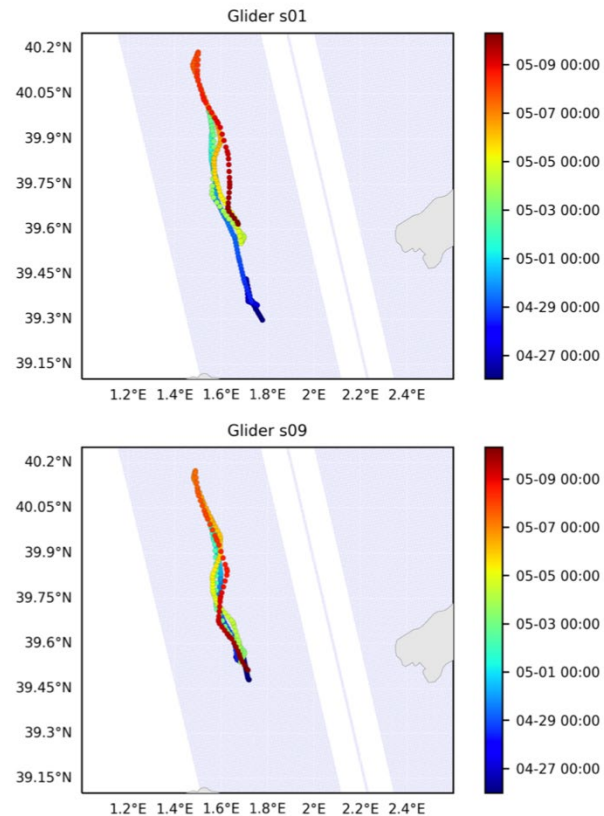 Glider s01
40.2°N
40.05°N
39.9°N
39.75°N
39.6°N
39.45°N
39.3°N
39.15°N
1.2°E 1.4°E 1.6°E 1.8°E 2°E 2.2°E 2.4°E
05-09 00:00
05-07 00:00
05-05 00:00
05-03 00:00
05-01 00:00
04-29 00:00
04-27 00:00
Glider s09
40.2°N
40.05°N
39.9°N
39.75°N
39.6°N
39.45°N
39.3°N
39.15°N
1.2°E 1.4°E 1.6°E 1.8°E 2°E 2.2°E 2.4°E
05-09 00:00
05-07 00:00
05-05 00:00
05-03 00:00
05-01 00:00
04-29 00:00
04-27 00:00